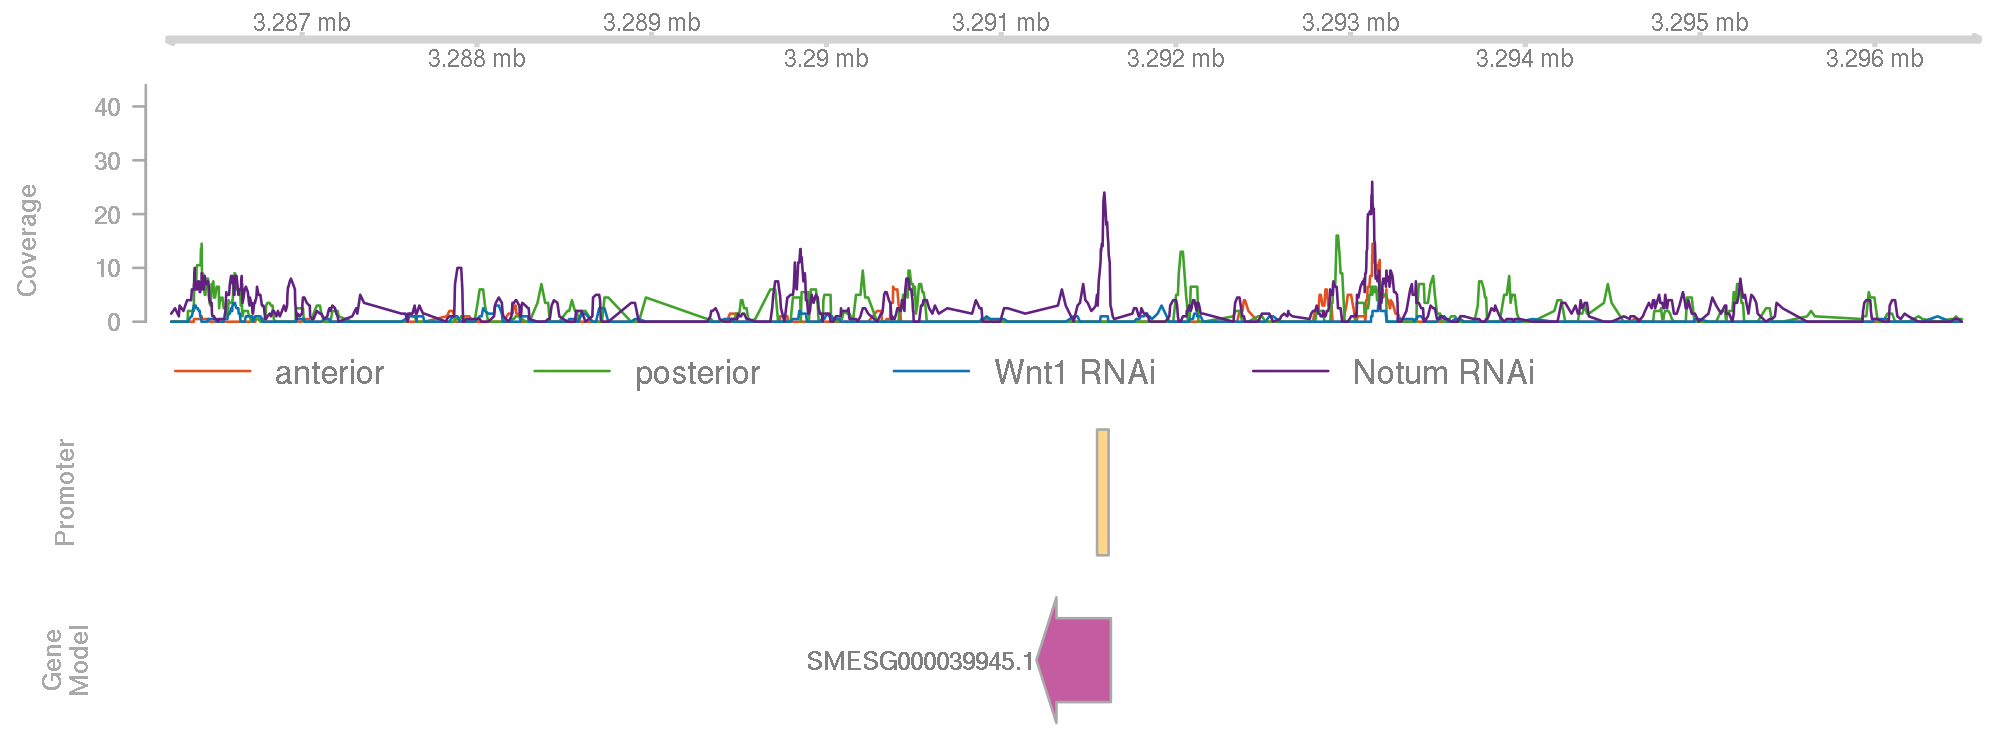 3.287 mb 3.289 mb 3.291 mb 3.293 mb 3.295 mb
3.288 mb 3.29 mb 3.292 mb 3.294 mb 3.296 mb
Coverage
40
30
20
10
0
anterior posterior Wnt1 RNAi Notum RNAi
Promoter
Gene
Model
SMESG000039945.1